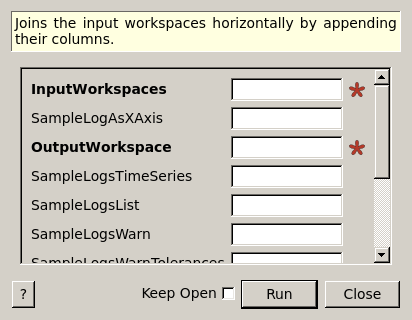 Joins the input workspaces horizontally by appending
their columns.
InputWorkspaces
SampleLogAsXAxis
OutputWorkspace
SampleLogsTimeSeries
SampleLogsList
SampleLogsWarn
SampleLogsWarnTolerances
? Keep Open Run Close